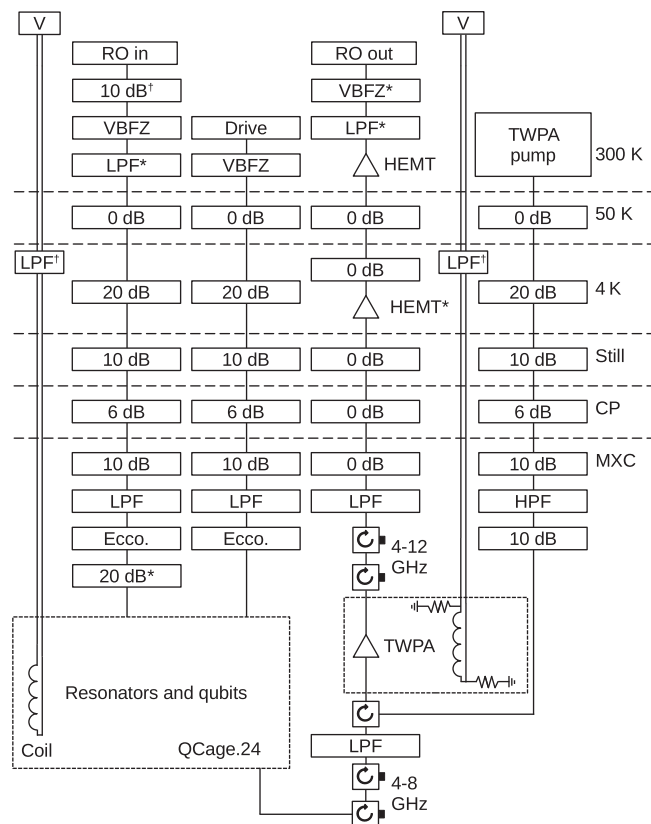 V
V
RO in
RO out
10 dB†
VBFZ*
VBFZ
Drive
LPF*
TWPA
pump
300 K
LPF*
VBFZ
HEMT
0 dB
0 dB
0 dB
0 dB
50 K
LPF†
0 dB
LPF†
20 dB
20 dB
HEMT*
20 dB
4 K
10 dB
10 dB
0 dB
10 dB
Still
6 dB
6 dB
0 dB
6 dB
CP
10 dB
10 dB
0 dB
10 dB
MXC
LPF
LPF
LPF
HPF
Ecco.
Ecco.
4-12
GHz
10 dB
20 dB*
TWPA
Resonators and qubits
Coil
QCage.24
LPF
4-8
GHz